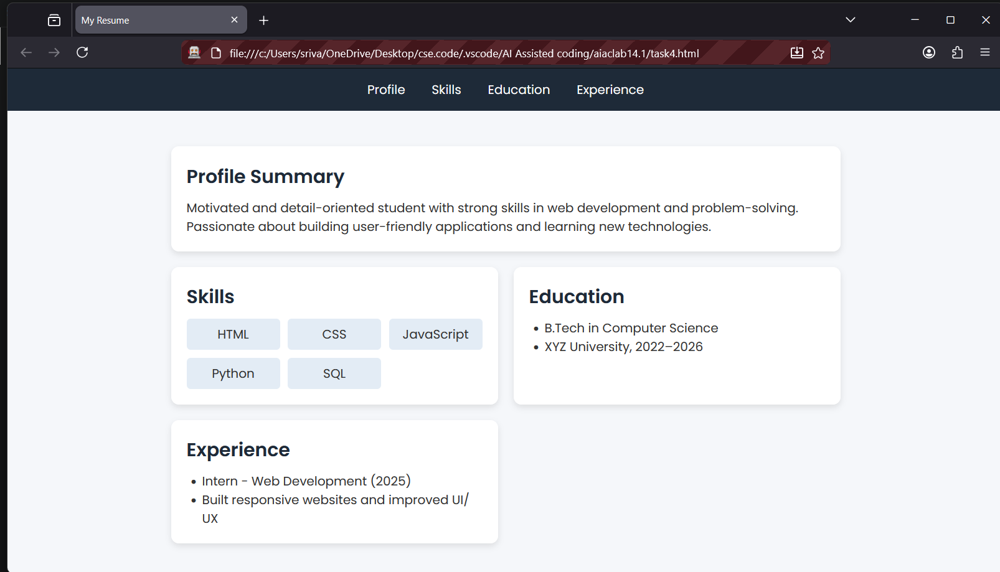 My Resume
file:///c:/Users/sriva/OneDrive/Desktop/cse.code/.vscode/AI Assisted coding/aiaclab14.1/task4.html
Profile Skills Education Experience
Profile Summary
Motivated and detail-oriented student with strong skills in web development and problem-solving.
Passionate about building user-friendly applications and learning new technologies.
Skills
HTML CSS JavaScript
Python SQL
Education
• B.Tech in Computer Science
• XYZ University, 2022–2026
Experience
• Intern - Web Development (2025)
• Built responsive websites and improved UI/
UX